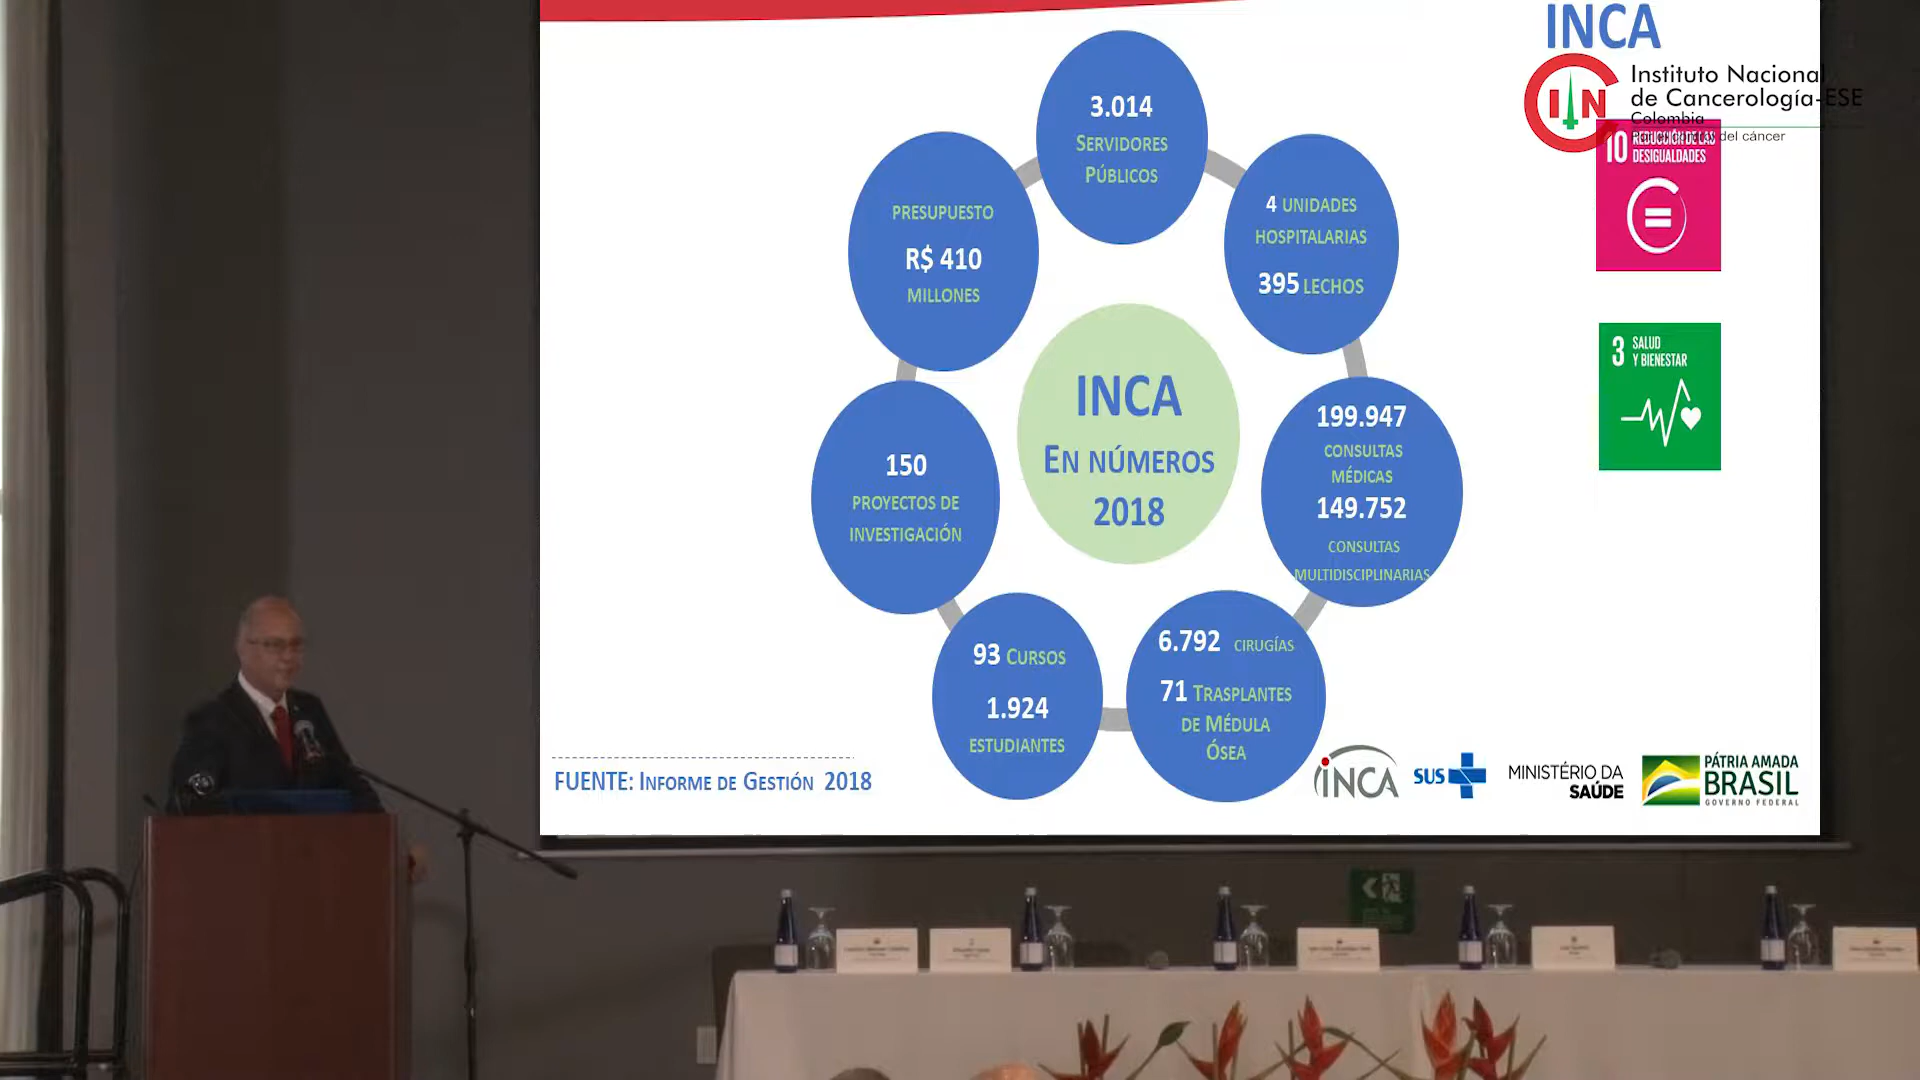 INCA
Instituto Nacional
de Cancerología-ESE
Colombia
del cáncer
10 REDUCCIÓN DE LAS
DESIGUALDADES
3 SALUD
Y BIENESTAR
3.014
SERVIDORES
PÚBLICOS
4 UNIDADES
HOSPITALARIAS
395 LECHOS
199.947
CONSULTAS
MÉDICAS
149.752
CONSULTAS
MULTIDISCIPLINARIAS
6.792 CIRUGÍAS
71 TRASPLANTES
DE MÉDULA
ÓSEA
93 CURSOS
1.924
ESTUDIANTES
150
PROYECTOS DE
INVESTIGACIÓN
PRESUPUESTO
R$ 410
MILLONES
INCA
EN NÚMEROS
2018
FUENTE: INFORME DE GESTIÓN 2018
INCA
SUS
MINISTÉRIO DA
SAÚDE
PÁTRIA AMADA
BRASIL
GOVERNO FEDERAL